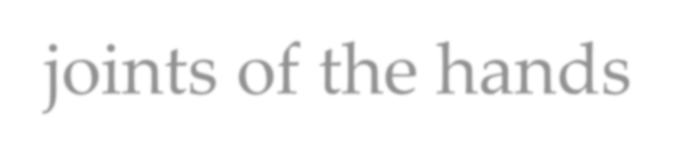 joints of the hands